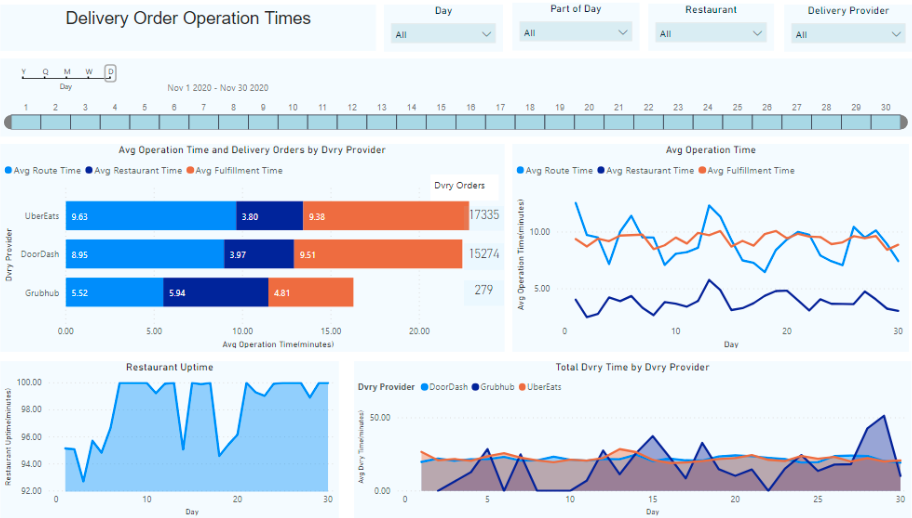 Delivery Order Operation Times
Day
Part of Day
Restaurant
Delivery Provider
All
All
All
All
Y Q M W D
Day
Nov 1 2020 - Nov 30 2020
1 2 3 4 5 6 7 8 9 10 11 12 13 14 15 16 17 18 19 20 21 22 23 24 25 26 27 28 29 30
Avg Operation Time and Delivery Orders by Dvry Provider
Avg Route Time Avg Restaurant Time Avg Fulfillment Time
Dvry Orders
Dvry Provider
UberEats 9.63 3.80 9.38 17335
DoorDash 8.95 3.97 9.51 15274
Grubhub 5.52 5.94 4.81 279
0.00 5.00 10.00 15.00 20.00
Avg Operation Time(minutes)
Avg Operation Time
Avg Route Time Avg Restaurant Time Avg Fulfillment Time
Avg Operation Time(minutes)
10.00
5.00
0 10 20 30
Day
Restaurant Uptime
Restaurant Uptime(minutes)
100.00
98.00
96.00
94.00
92.00
0 10 20 30
Day
Total Dvry Time by Dvry Provider
Dvry Provider DoorDash Grubhub UberEats
Avg Dvry Time(minutes)
50.00
0.00
0 5 10 15 20 25 30
Day